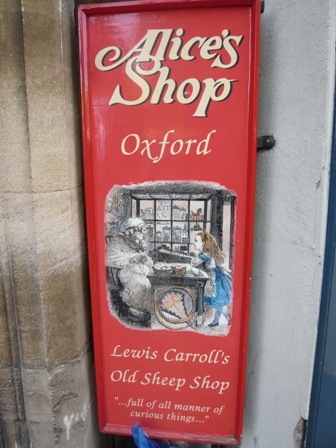 Alice's
Shop
Oxford
Lewis Carroll's
Old Sheep Shop
"...full of all manner of
curious things..."